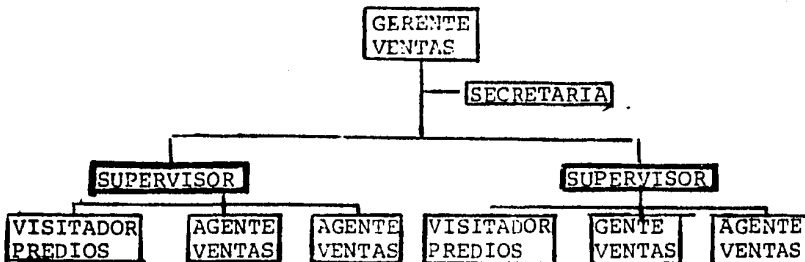 GERENTE
VENTAS
SECRETARIA
SUPERVISOR
SUPERVISOR
VISITADOR
PREDIOS
AGENTE
VENTAS
AGENTE
VENTAS
VISITADOR
PREDIOS
GENTE
VENTAS
AGENTE
VENTAS